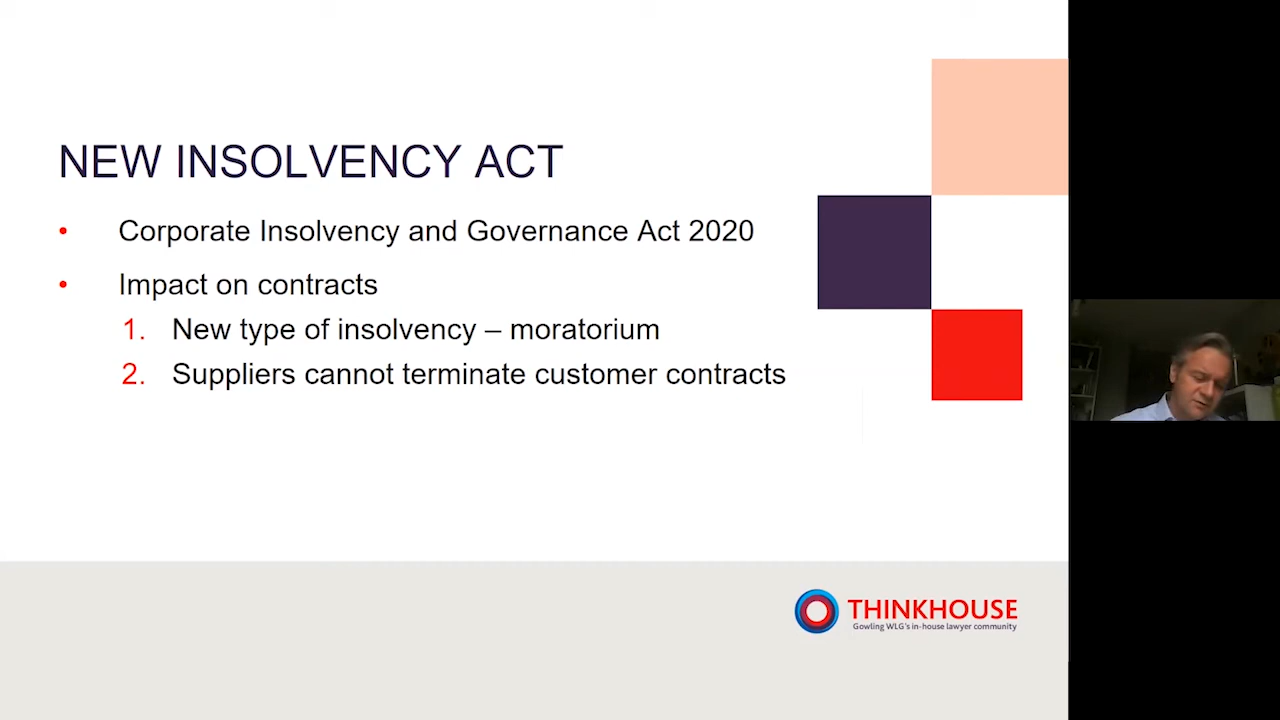 NEW INSOLVENCY ACT
• Corporate Insolvency and Governance Act 2020
• Impact on contracts
1. New type of insolvency – moratorium
2. Suppliers cannot terminate customer contracts
THINKHOUSE
Gowling WLG's in-house lawyer community